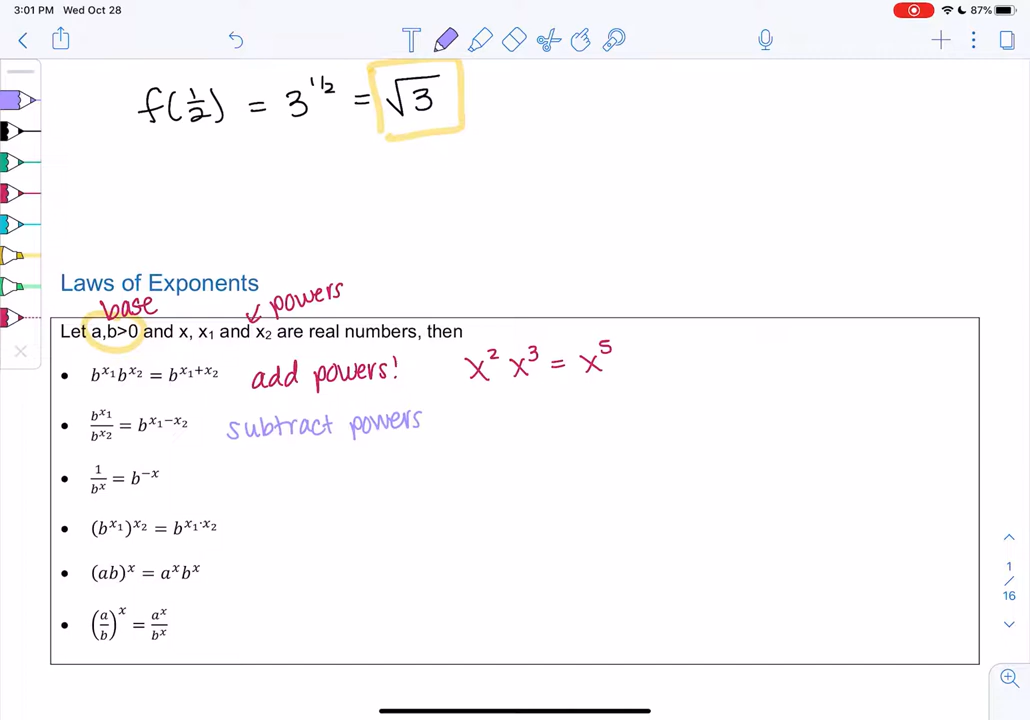 3:01 PM Wed Oct 28 87%
T
f(1/2) = 3^{1/2} = √3
Laws of Exponents
base powers
Let a,b>0 and x, x₁ and x₂ are real numbers, then
• b^{x₁}b^{x₂} = b^{x₁+x₂} add powers! x² x³ = x⁵
• b^{x₁}/b^{x₂} = b^{x₁−x₂} subtract powers
• 1/b^x = b^{−x}
• (b^{x₁})^{x₂} = b^{x₁·x₂}
• (ab)^x = a^x b^x
• (a/b)^x = a^x/b^x
1
/
16